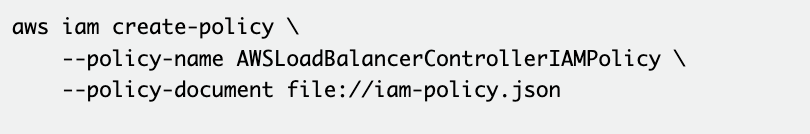 aws iam create-policy \
    --policy-name AWSLoadBalancerControllerIAMPolicy \
    --policy-document file://iam-policy.json